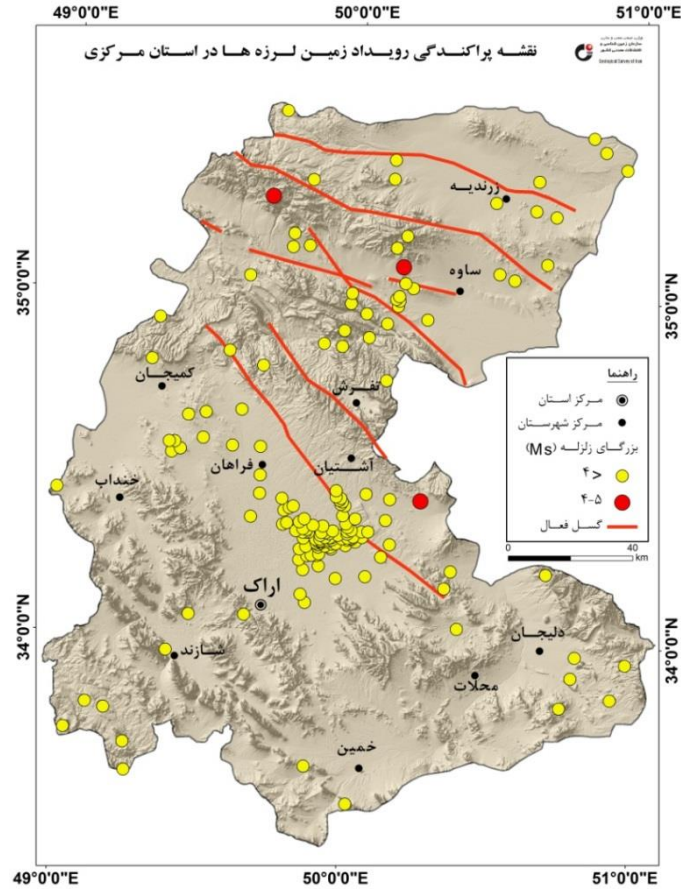 49°0'0"E
50°0'0"E
51°0'0"E
نقشه پراکندگی رویداد زمین لرزه ها در استان مرکزی
Geological Survey of Iran
زرندیه
35°0'0"N
ساوه
35°0'0"N
کمیجان
تفرش
آشتیان
فراهان
خنداب
راهنما
مرکز استان
مرکز شهرستان
بزرگای زلزله (Ms)
۴ >
۴-۵
گسل فعال
0
40
km
اراک
34°0'0"N
34°0'0"N
دلیجان
شازند
محلات
خمین
49°0'0"E
50°0'0"E
51°0'0"E